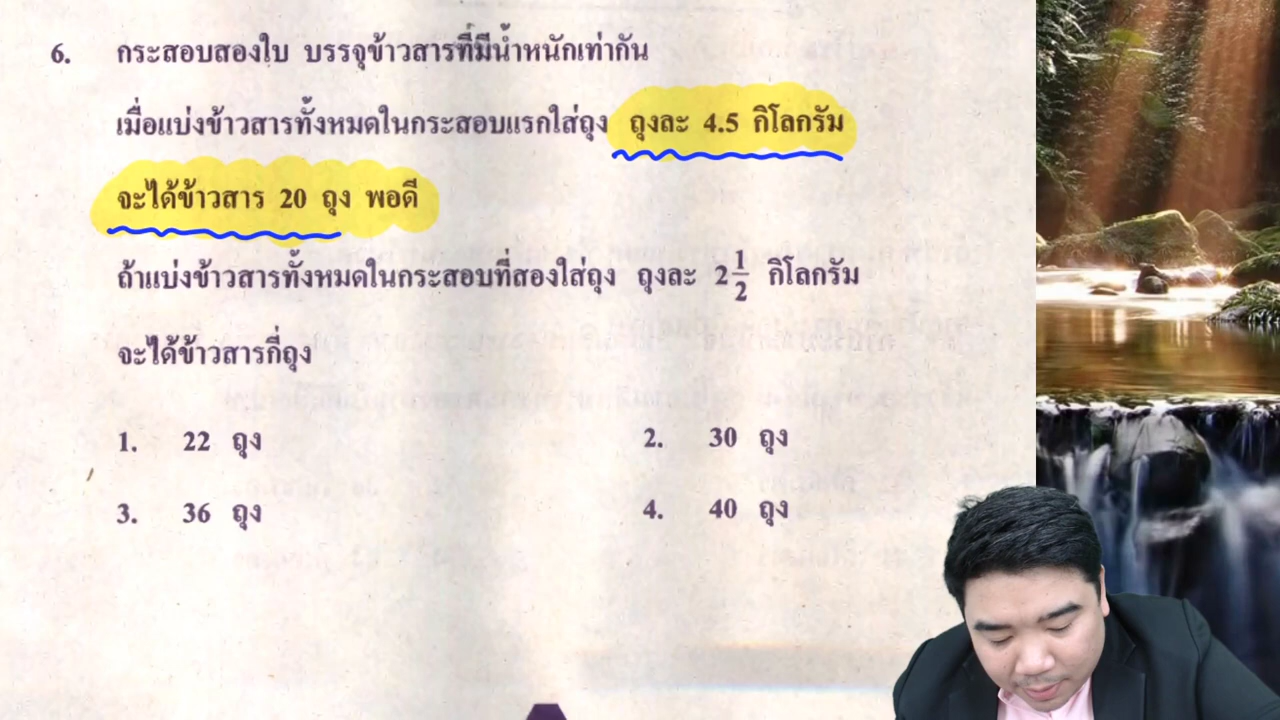 6. กระสอบสองใบ บรรจุข้าวสารที่มีน้ำหนักเท่ากัน
เมื่อแบ่งข้าวสารทั้งหมดในกระสอบแรกใส่ถุง ถุงละ 4.5 กิโลกรัม
จะได้ข้าวสาร 20 ถุง พอดี
ถ้าแบ่งข้าวสารทั้งหมดในกระสอบที่สองใส่ถุง ถุงละ 2 1/2 กิโลกรัม
จะได้ข้าวสารกี่ถุง
1. 22 ถุง 2. 30 ถุง
3. 36 ถุง 4. 40 ถุง